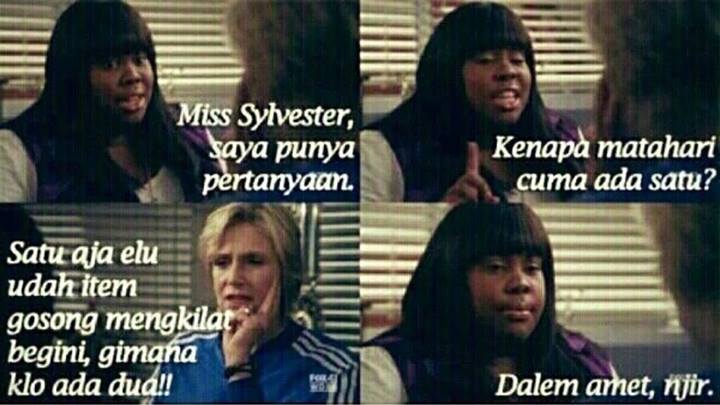 Miss Sylvester,
saya punya
pertanyaan.
Kenapa matahari
cuma ada satu?
Satu aja elu
udah item
gosong mengkilat
begini, gimana
klo ada dua!!
Dalem amet, njir.